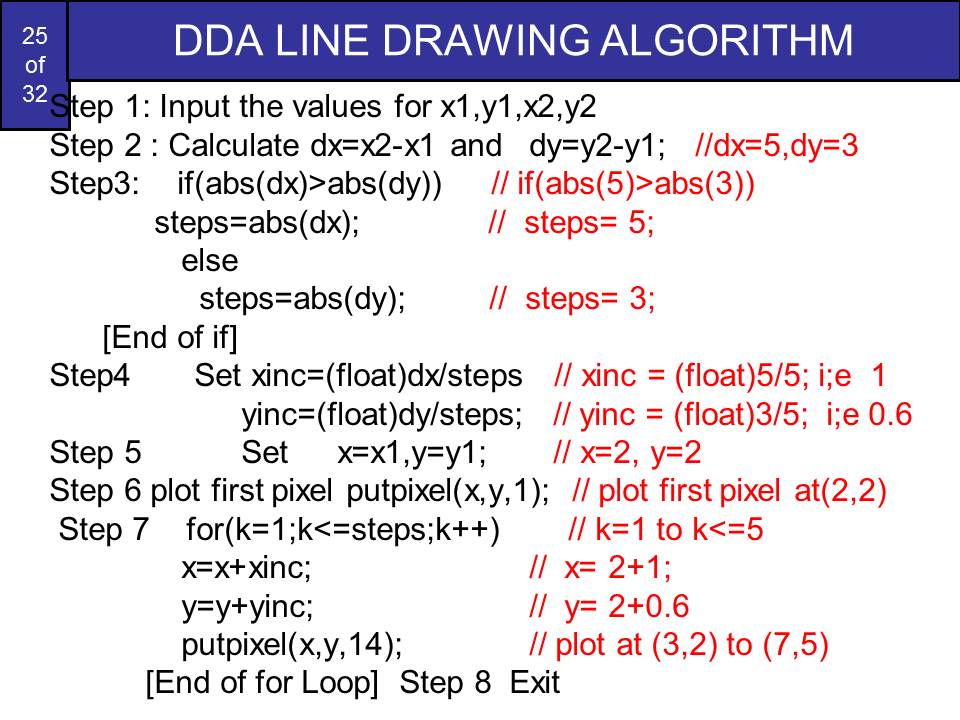 25
of
32
DDA LINE DRAWING ALGORITHM
Step 1: Input the values for x1,y1,x2,y2
Step 2 : Calculate dx=x2-x1 and dy=y2-y1; //dx=5,dy=3
Step3: if(abs(dx)>abs(dy)) // if(abs(5)>abs(3))
steps=abs(dx); // steps= 5;
else
steps=abs(dy); // steps= 3;
[End of if]
Step4 Set xinc=(float)dx/steps // xinc = (float)5/5; i;e 1
yinc=(float)dy/steps; // yinc = (float)3/5; i;e 0.6
Step 5 Set x=x1,y=y1; // x=2, y=2
Step 6 plot first pixel putpixel(x,y,1); // plot first pixel at(2,2)
Step 7 for(k=1;k<=steps;k++) // k=1 to k<=5
x=x+xinc; // x= 2+1;
y=y+yinc; // y= 2+0.6
putpixel(x,y,14); // plot at (3,2) to (7,5)
[End of for Loop] Step 8 Exit